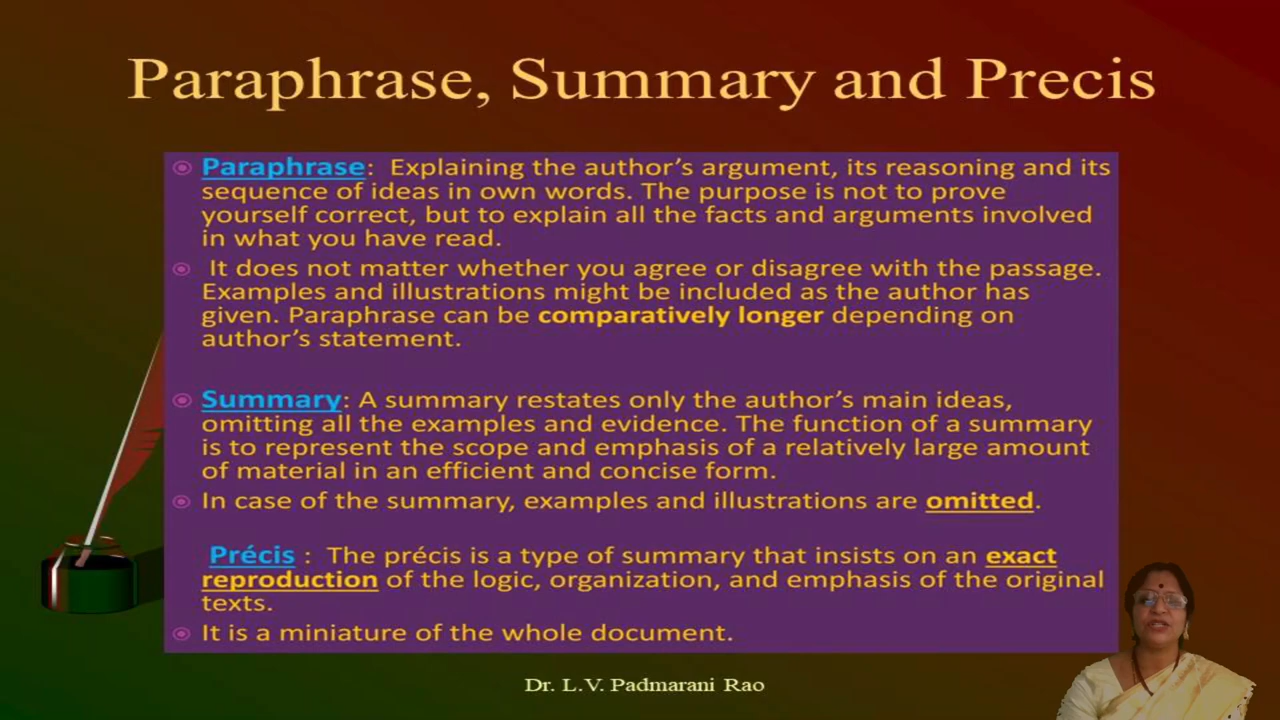 Paraphrase, Summary and Precis
Paraphrase: Explaining the author's argument, its reasoning and its
sequence of ideas in own words. The purpose is not to prove
yourself correct, but to explain all the facts and arguments involved
in what you have read.
It does not matter whether you agree or disagree with the passage.
Examples and illustrations might be included as the author has
given. Paraphrase can be comparatively longer depending on
author's statement.
Summary: A summary restates only the author's main ideas,
omitting all the examples and evidence. The function of a summary
is to represent the scope and emphasis of a relatively large amount
of material in an efficient and concise form.
In case of the summary, examples and illustrations are omitted.
Précis : The précis is a type of summary that insists on an exact
reproduction of the logic, organization, and emphasis of the original
texts.
It is a miniature of the whole document.
Dr. L.V. Padmarani Rao